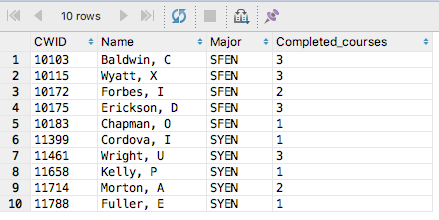 10 rows
CWID Name Major Completed_courses
1 10103 Baldwin, C SFEN 3
2 10115 Wyatt, X SFEN 3
3 10172 Forbes, I SFEN 2
4 10175 Erickson, D SFEN 3
5 10183 Chapman, O SFEN 1
6 11399 Cordova, I SYEN 1
7 11461 Wright, U SYEN 3
8 11658 Kelly, P SYEN 1
9 11714 Morton, A SYEN 2
10 11788 Fuller, E SYEN 1